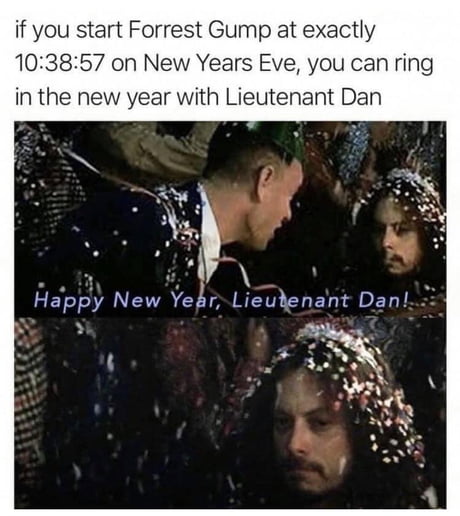 if you start Forrest Gump at exactly
10:38:57 on New Years Eve, you can ring
in the new year with Lieutenant Dan
Happy New Year, Lieutenant Dan!